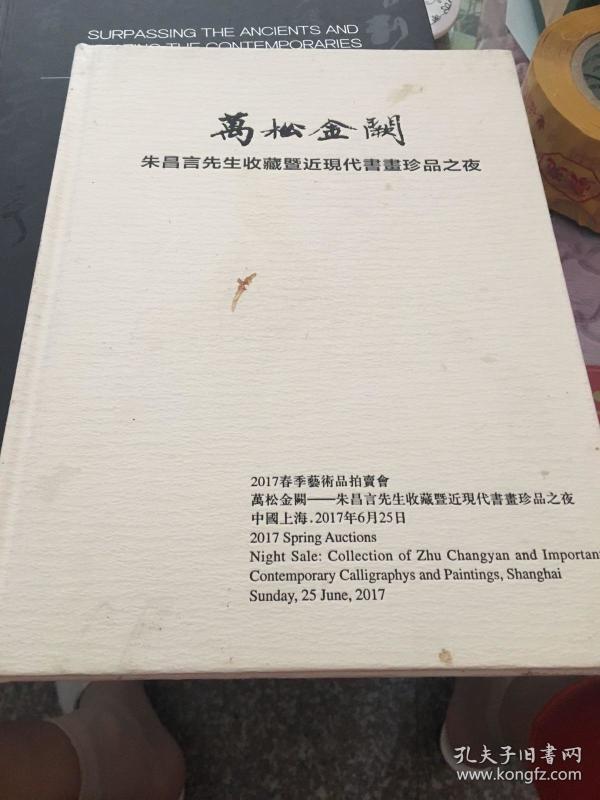 SURPASSING THE ANCIENTS AND
THE CONTEMPORARIES
萬松金闕
朱昌言先生收藏暨近現代書畫珍品之夜
2017春季藝術品拍賣會
萬松金闕——朱昌言先生收藏暨近現代書畫珍品之夜
中國上海.2017年6月25日
2017 Spring Auctions
Night Sale: Collection of Zhu Changyan and Importan
Contemporary Calligraphys and Paintings, Shanghai
Sunday, 25 June, 2017
孔夫子旧書网
www.kongfz.com